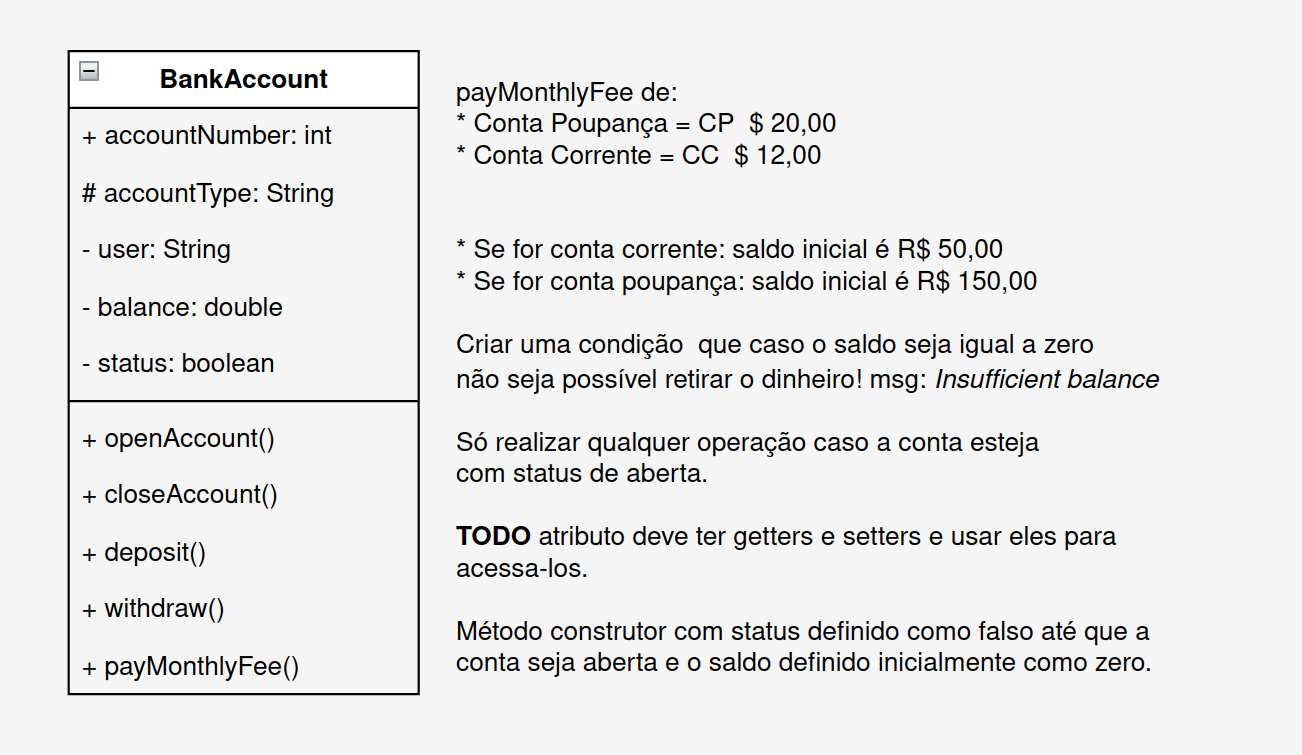 BankAccount
+ accountNumber: int
# accountType: String
- user: String
- balance: double
- status: boolean
+ openAccount()
+ closeAccount()
+ deposit()
+ withdraw()
+ payMonthlyFee()
payMonthlyFee de:
* Conta Poupança = CP  $ 20,00
* Conta Corrente = CC  $ 12,00
* Se for conta corrente: saldo inicial é R$ 50,00
* Se for conta poupança: saldo inicial é R$ 150,00
Criar uma condição  que caso o saldo seja igual a zero
não seja possível retirar o dinheiro! msg: Insufficient balance
Só realizar qualquer operação caso a conta esteja
com status de aberta.
TODO atributo deve ter getters e setters e usar eles para
acessa-los.
Método construtor com status definido como falso até que a
conta seja aberta e o saldo definido inicialmente como zero.